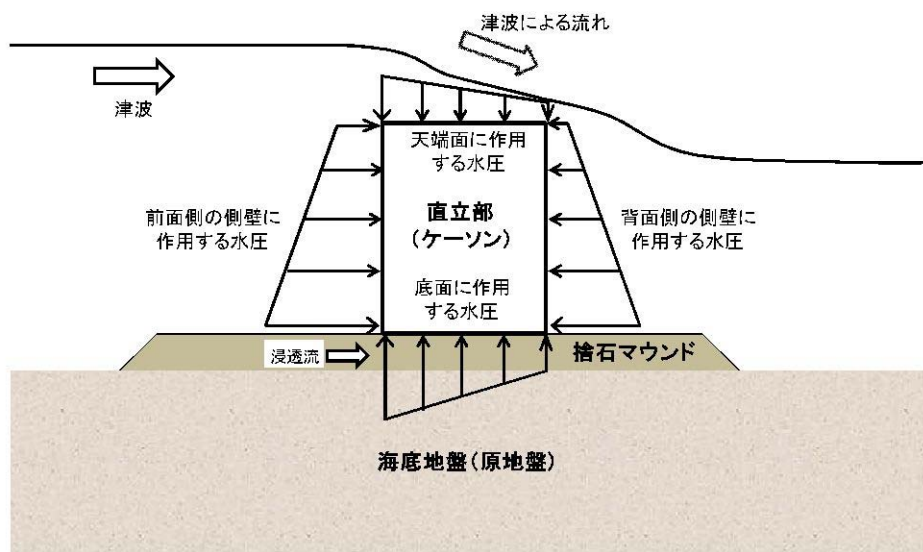 津波による流れ
津波
天端面に作用
する水圧
前面側の側壁に
作用する水圧
直立部
(ケーソン)
背面側の側壁に
作用する水圧
底面に作用
する水圧
浸透流
捨石マウンド
海底地盤(原地盤)